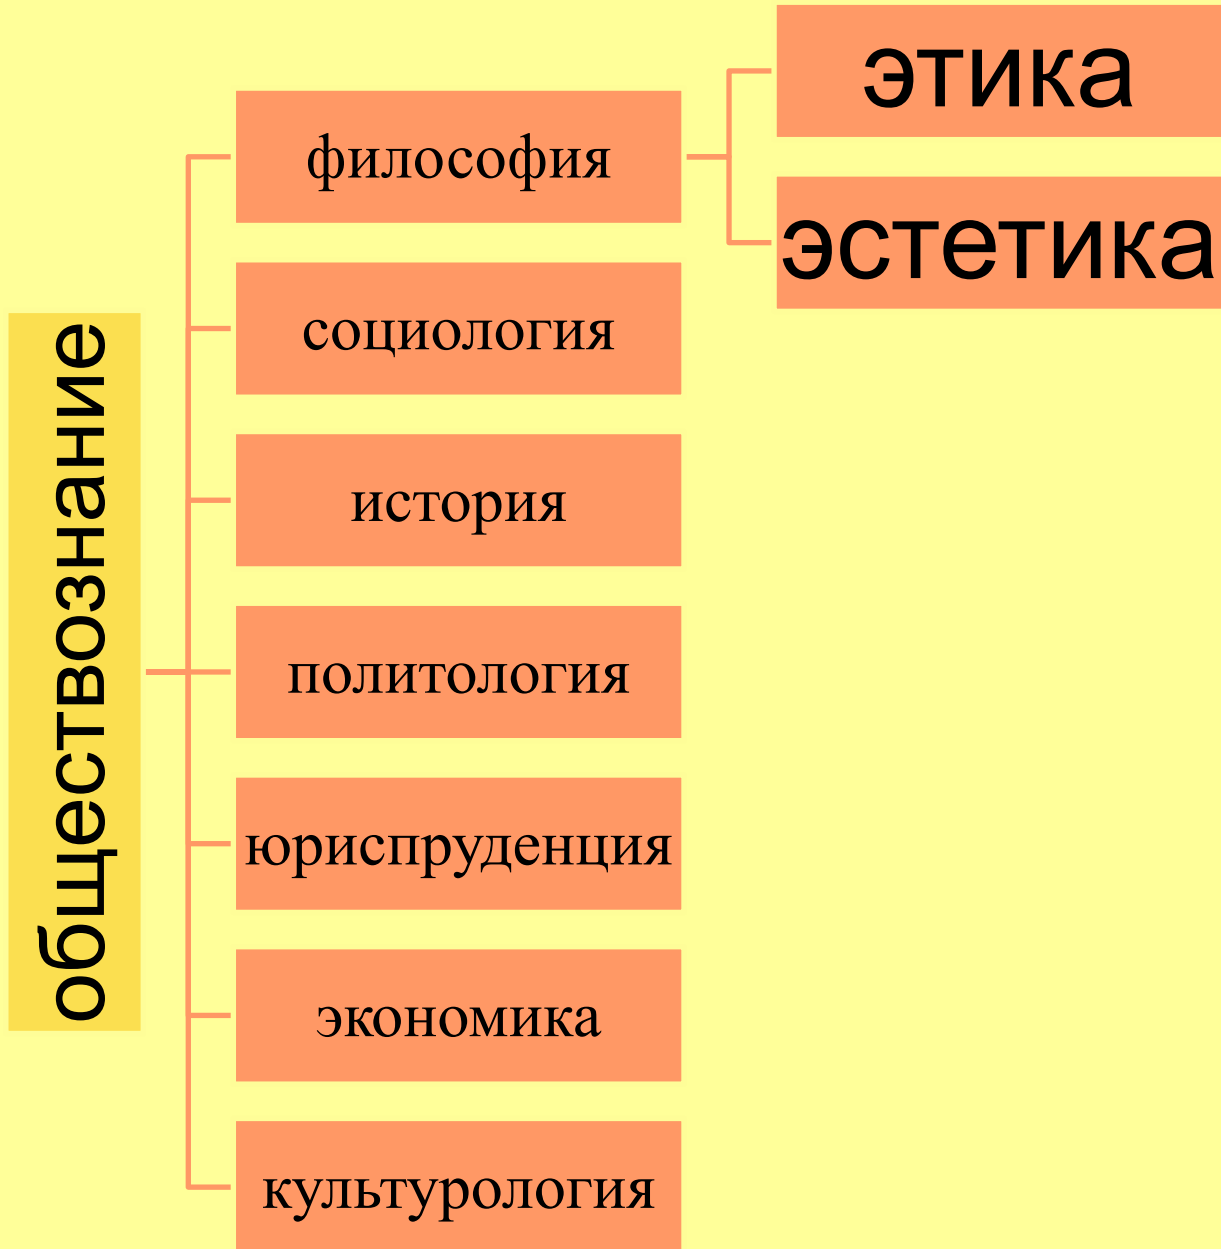 обществознание
философия
этика
эстетика
социология
история
политология
юриспруденция
экономика
культурология